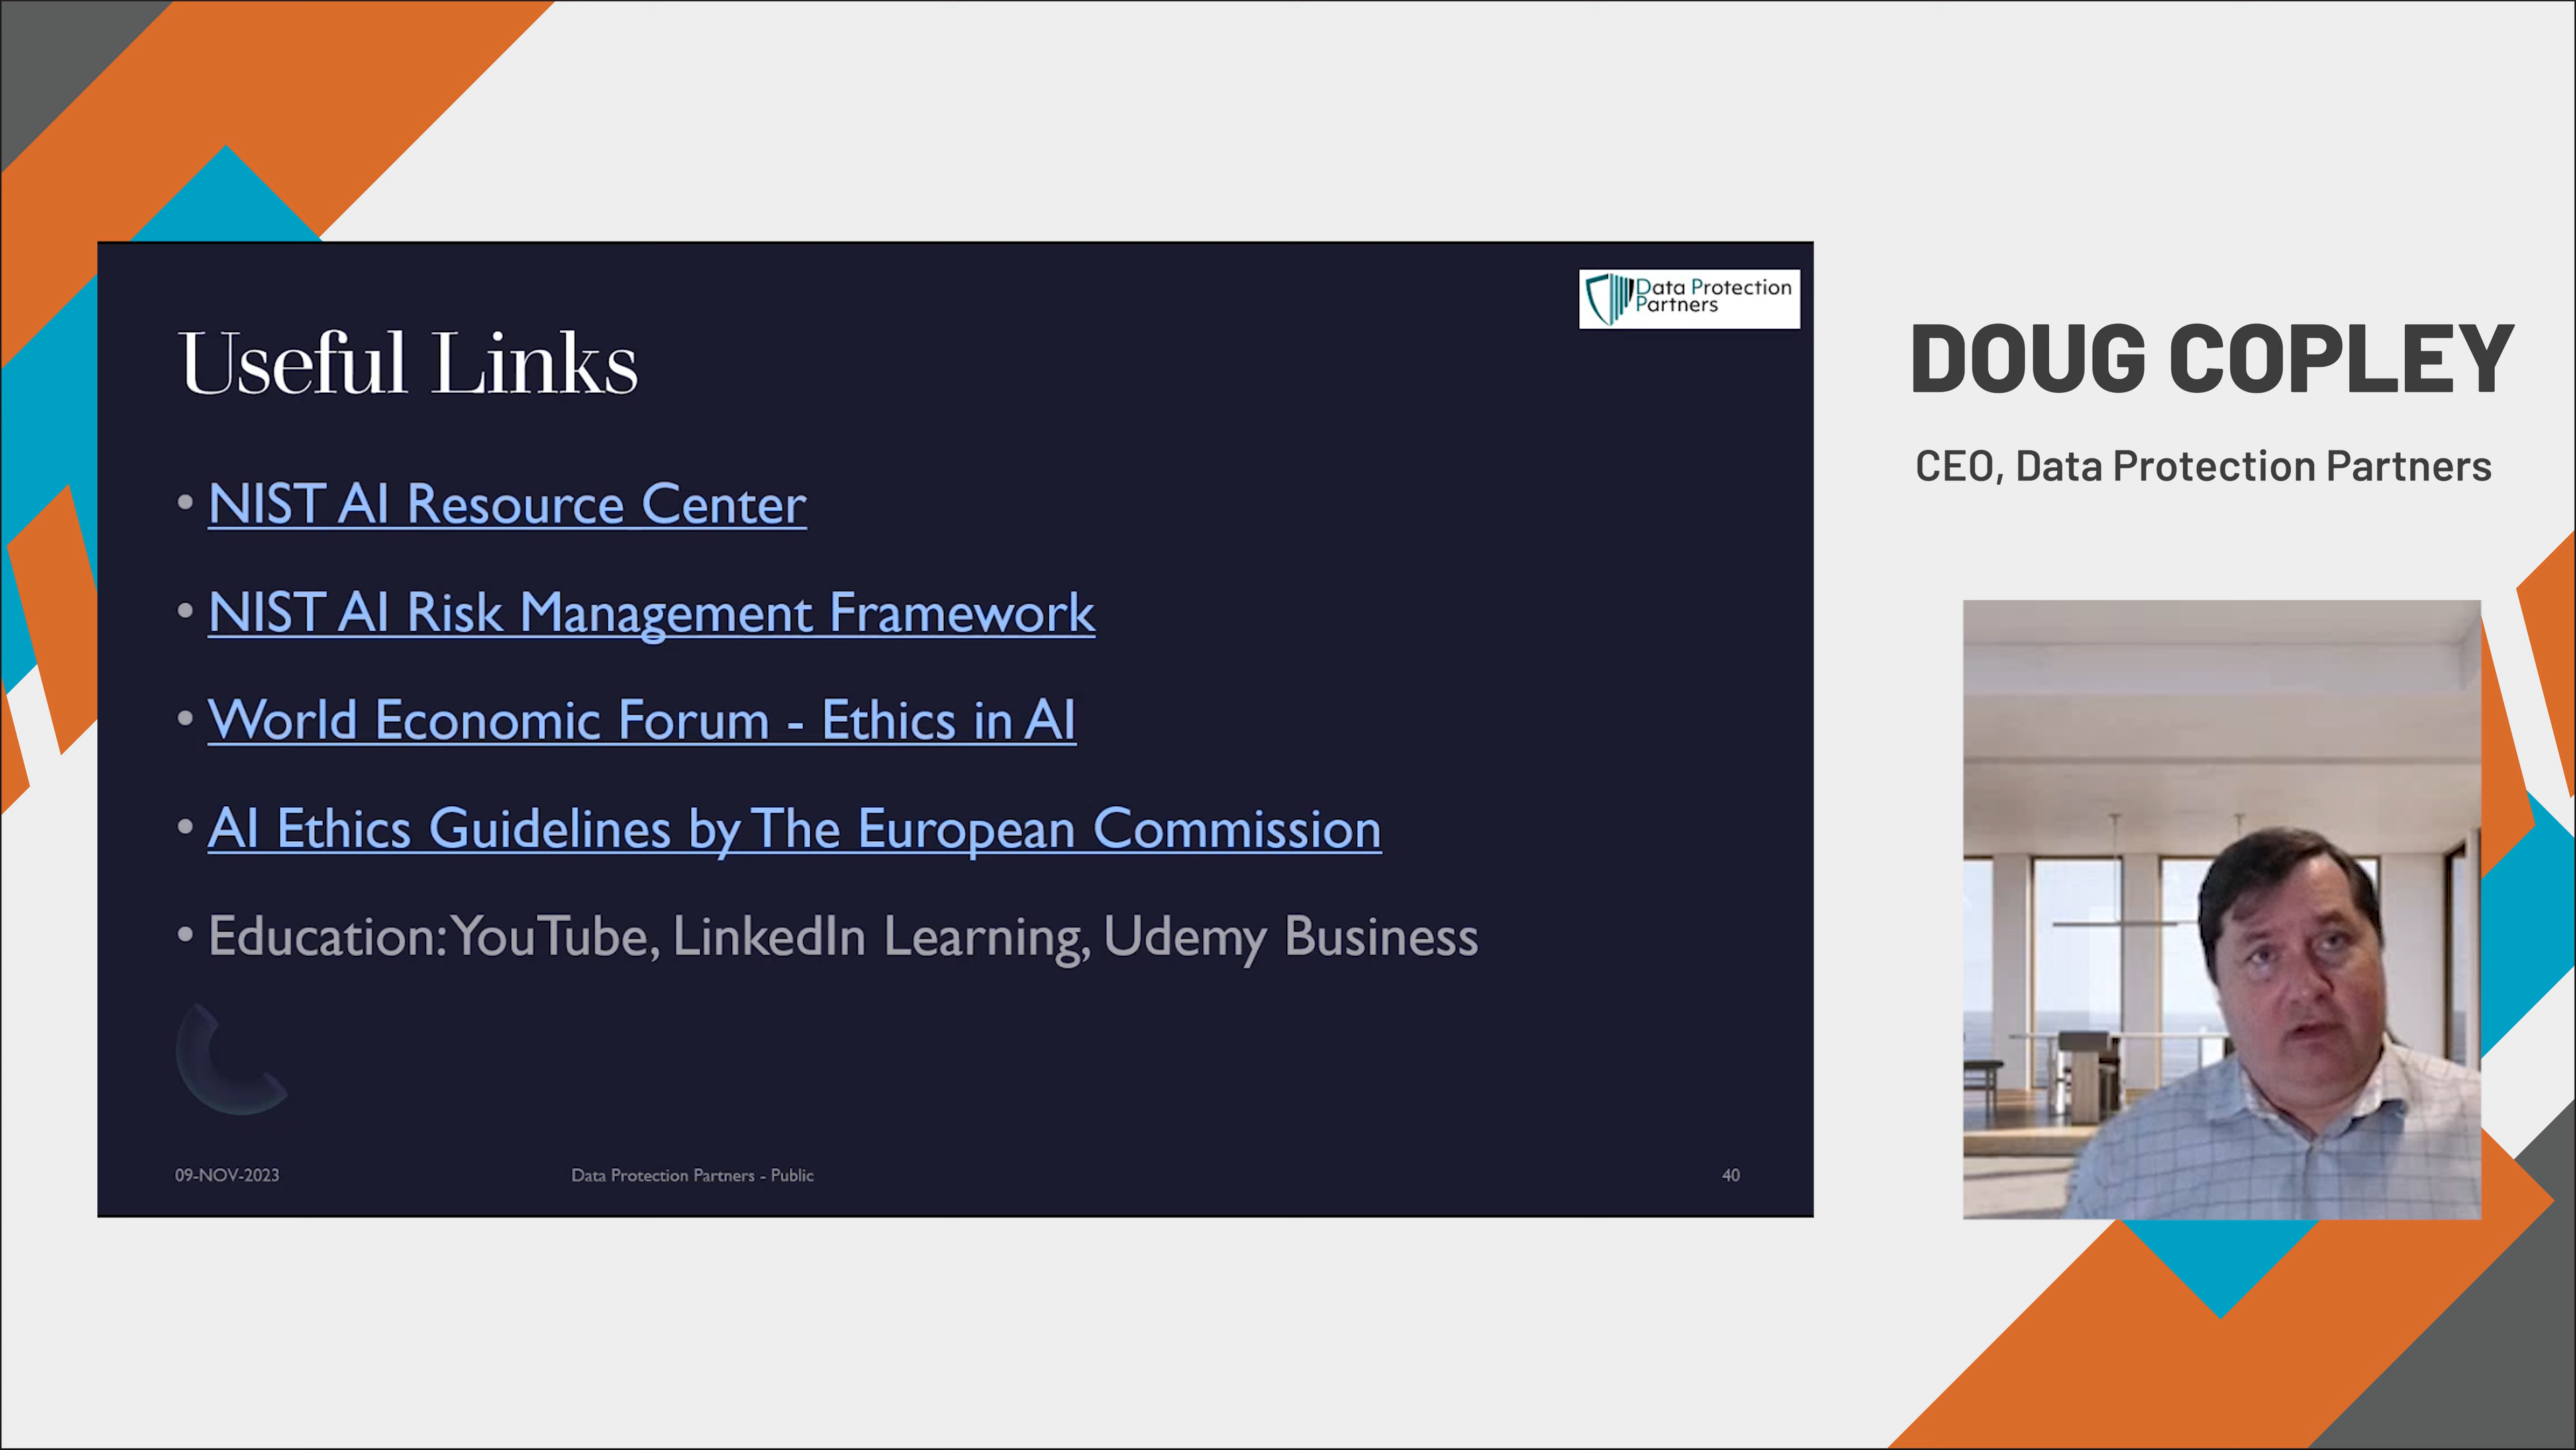 Data Protection
Partners
Useful Links
• NIST AI Resource Center
• NIST AI Risk Management Framework
• World Economic Forum - Ethics in AI
• AI Ethics Guidelines by The European Commission
• Education: YouTube, LinkedIn Learning, Udemy Business
09-NOV-2023
Data Protection Partners - Public
40
DOUG COPLEY
CEO, Data Protection Partners